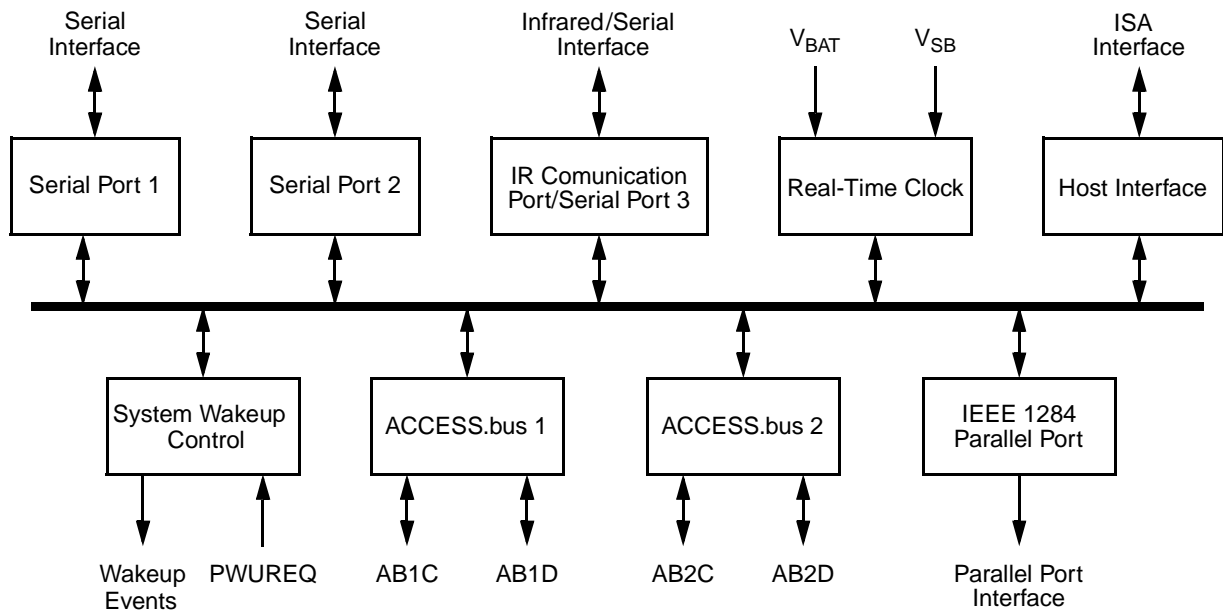 Serial
Interface
Serial
Interface
Infrared/Serial
Interface
VBAT
VSB
ISA
Interface
Serial Port 1
Serial Port 2
IR Comunication
Port/Serial Port 3
Real-Time Clock
Host Interface
System Wakeup
Control
ACCESS.bus 1
ACCESS.bus 2
IEEE 1284
Parallel Port
Wakeup
Events
PWUREQ
AB1C
AB1D
AB2C
AB2D
Parallel Port
Interface